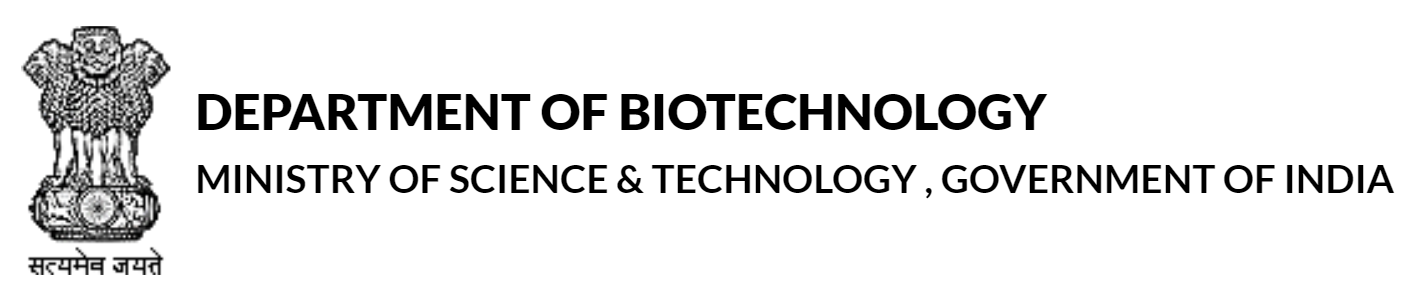 DEPARTMENT OF BIOTECHNOLOGY
MINISTRY OF SCIENCE & TECHNOLOGY , GOVERNMENT OF INDIA
सत्यमेव जयते